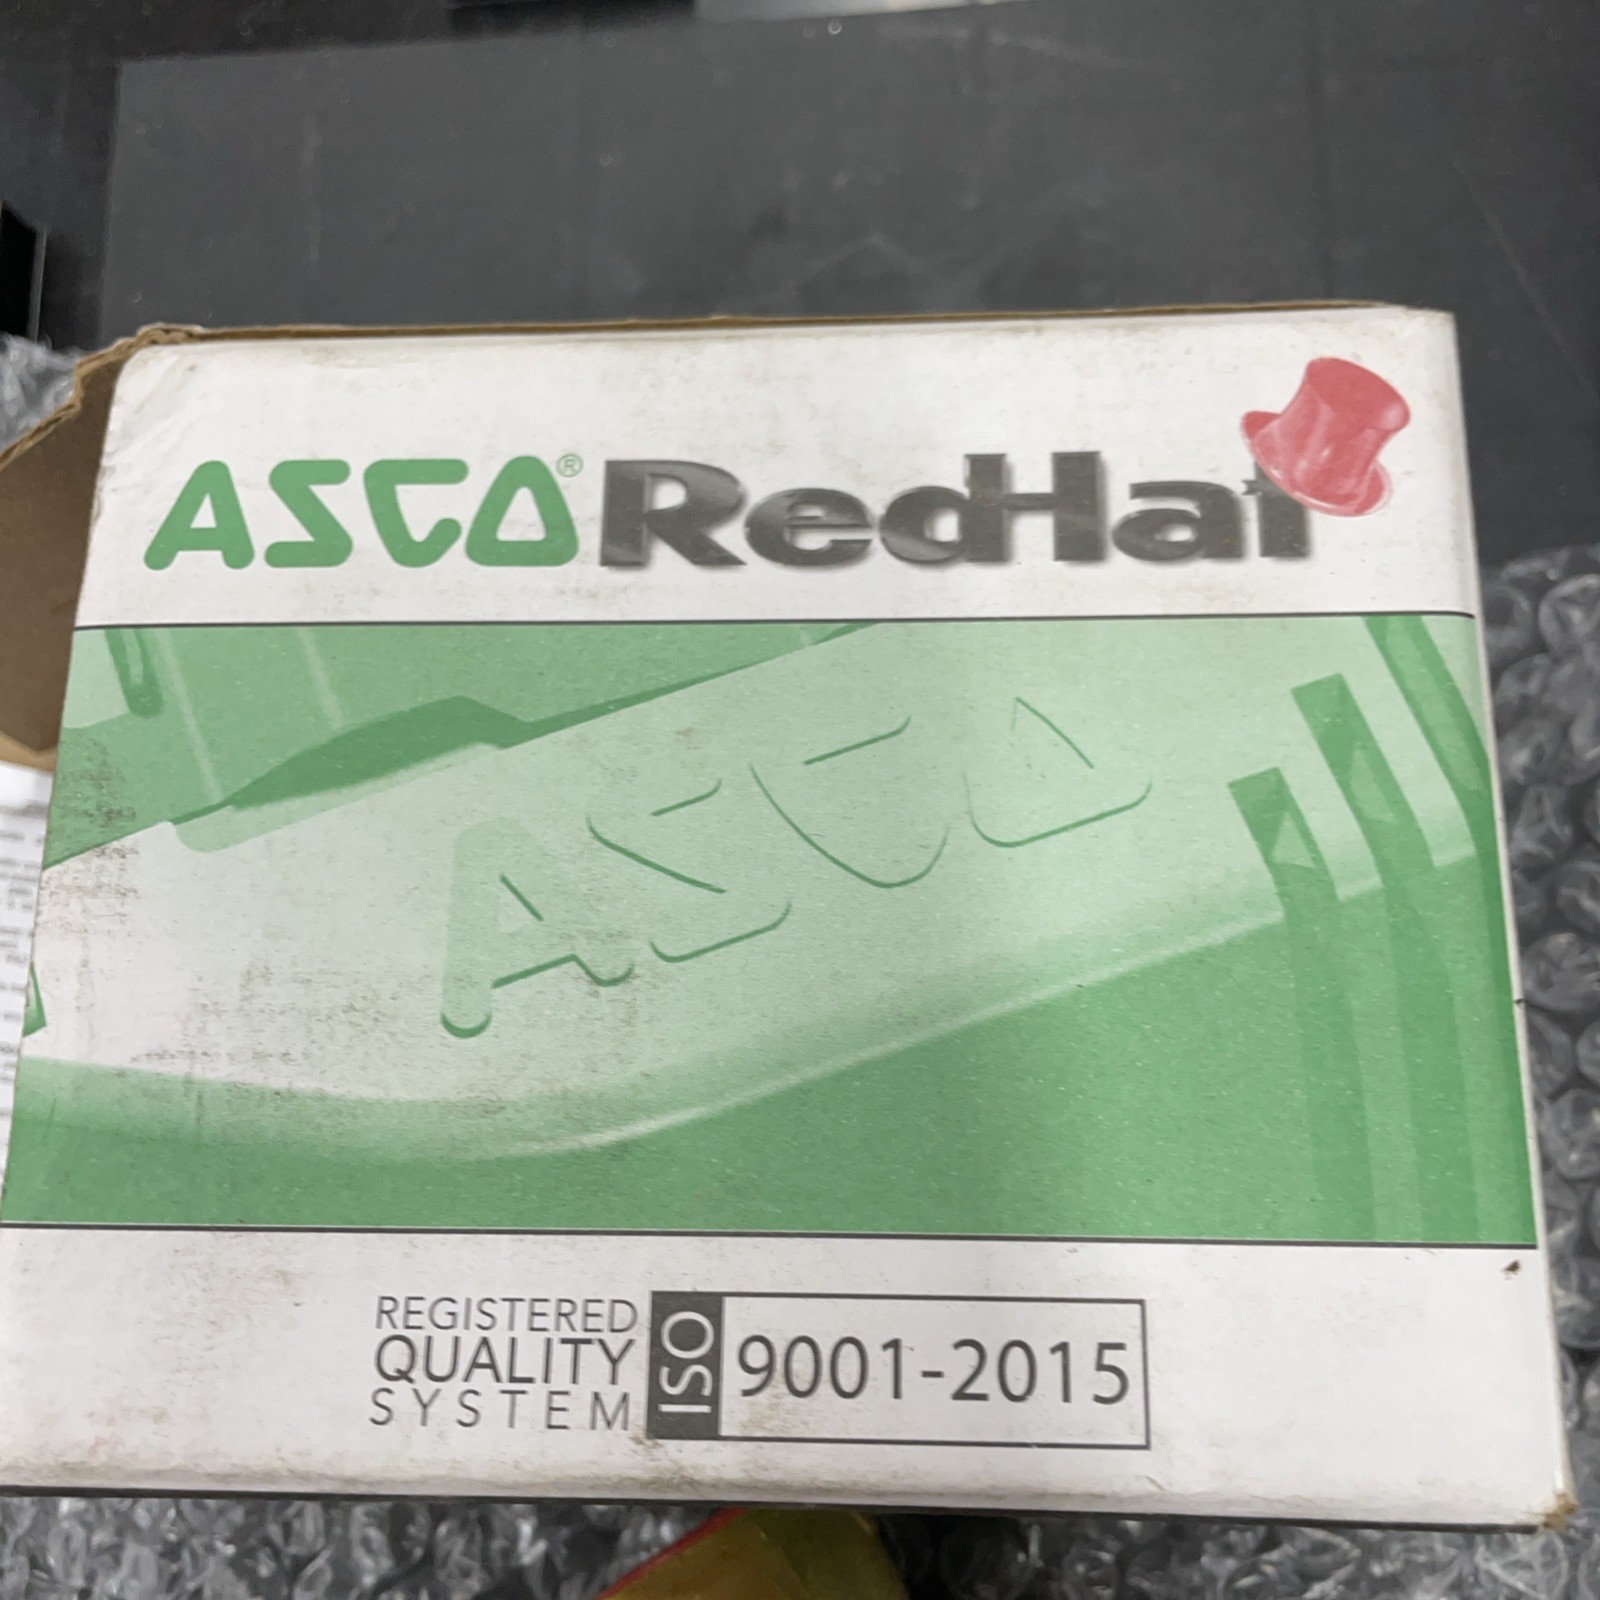 ASCO® RedHat
ASCO
REGISTERED
QUALITY
SYSTEM
ISO 9001-2015